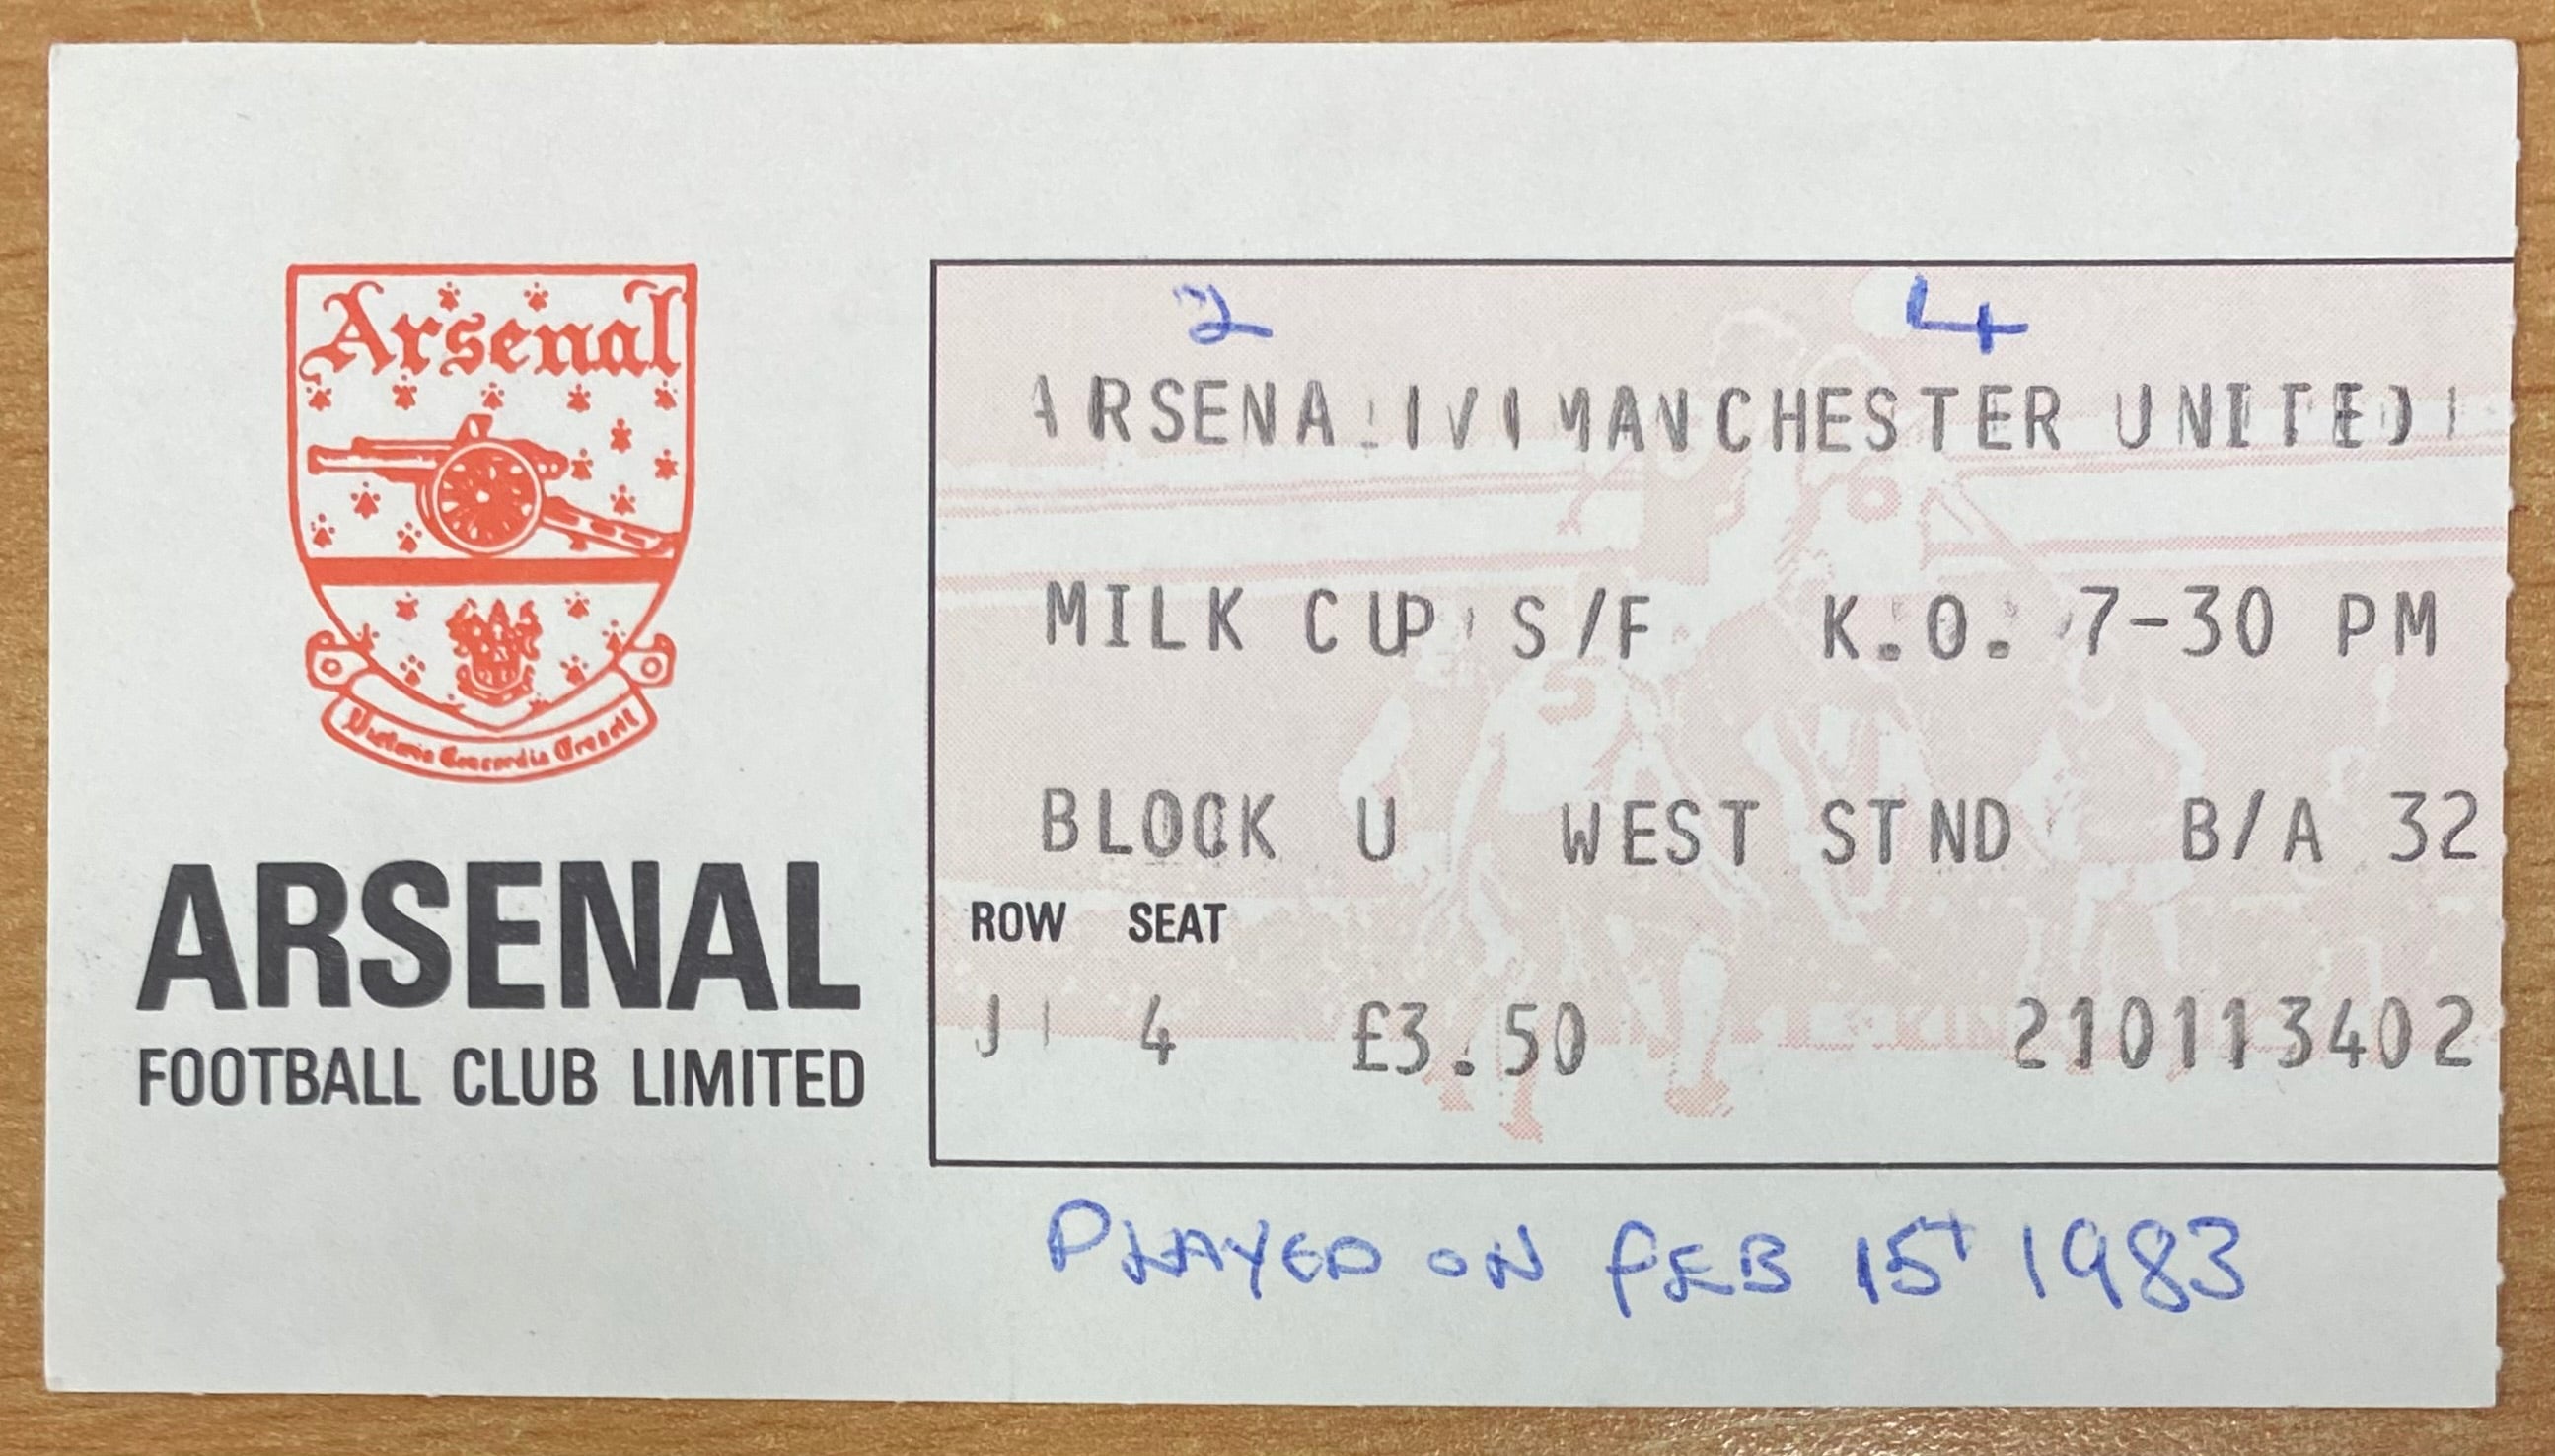 Arsenal
Victoria Concordia Crescit
ARSENAL
FOOTBALL CLUB LIMITED
2 4
ARSENAL V MANCHESTER UNITED
MILK CUP S/F K.O. 7-30 PM
BLOCK U WEST STND B/A 32
ROW SEAT
J 4 £3.50 210113402
PLAYED ON FEB 15t 1983